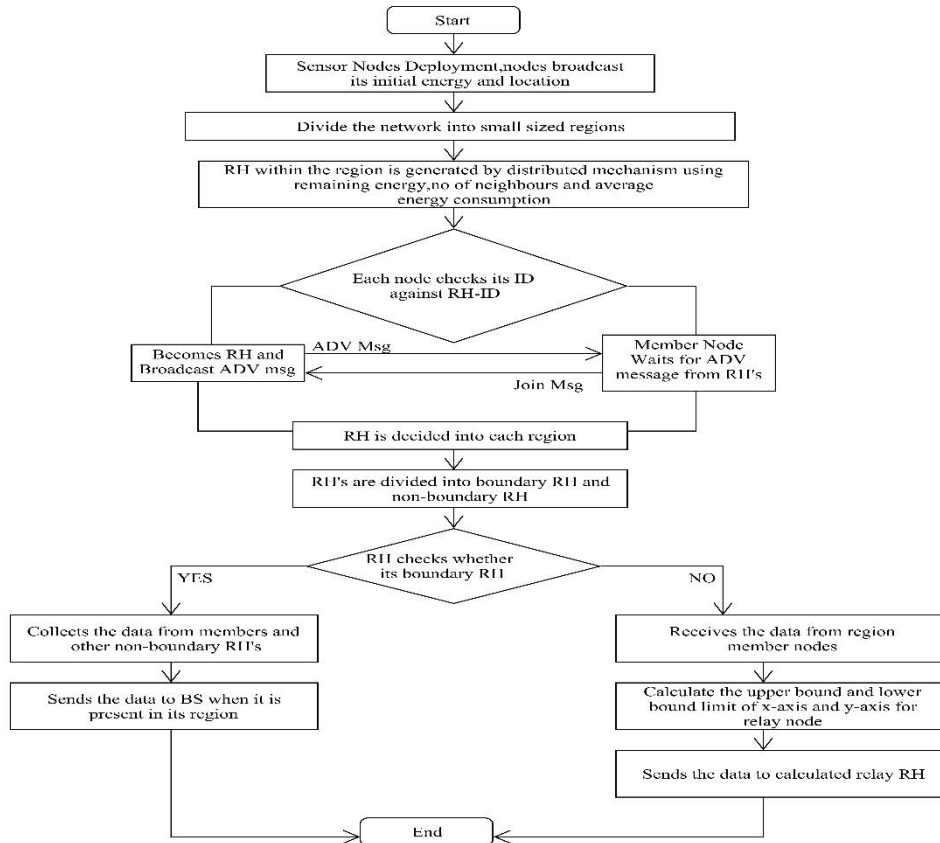 Start
Sensor Nodes Deployment,nodes broadcast
its initial energy and location
Divide the network into small sized regions
RH within the region is generated by distributed mechanism using
remaining energy,no of neighbours and average
energy consumption
Each node checks its ID
against RH-ID
ADV Msg
Becomes RH and
Broadcast ADV msg
Member Node
Waits for ADV
message from RH's
Join Msg
RH is decided into each region
RH's are divided into boundary RH and
non-boundary RH
RH checks whether
its boundary RH
YES
NO
Collects the data from members and
other non-boundary RH's
Receives the data from region
member nodes
Sends the data to BS when it is
present in its region
Calculate the upper bound and lower
bound limit of x-axis and y-axis for
relay node
Sends the data to calculated relay RH
End